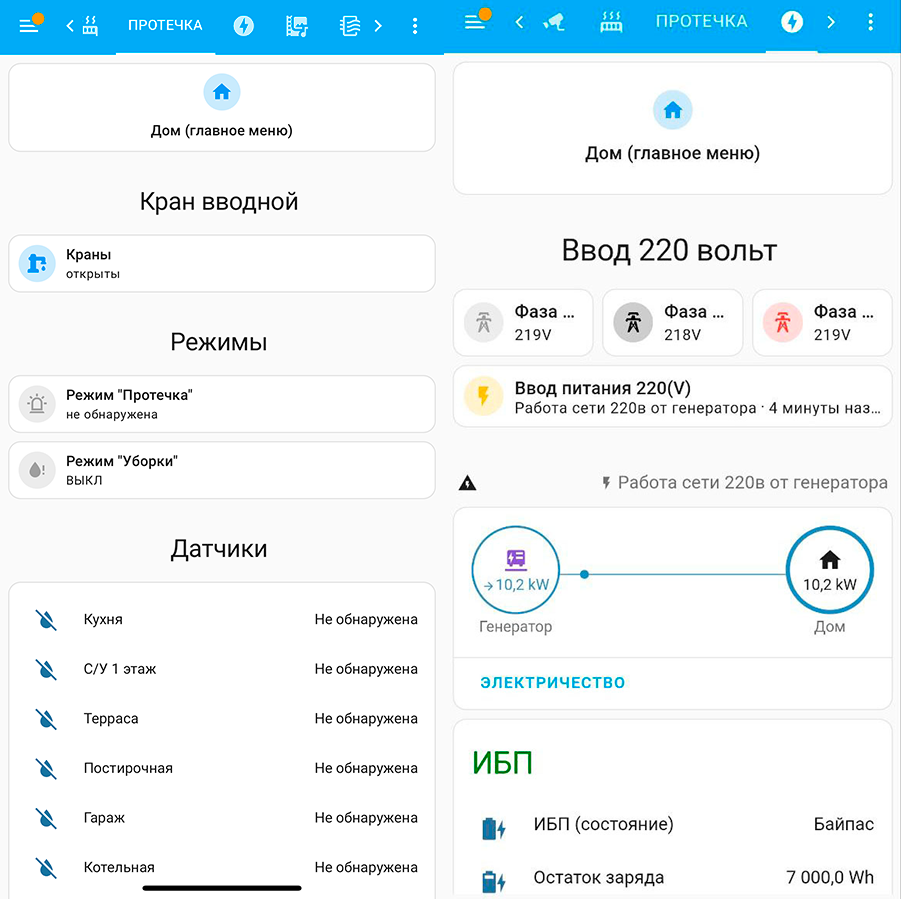 ПРОТЕЧКА
Дом (главное меню)
Кран вводной
Краны
открыты
Режимы
Режим "Протечка"
не обнаружена
Режим "Уборки"
ВЫКЛ
Датчики
Кухня Не обнаружена
С/У 1 этаж Не обнаружена
Терраса Не обнаружена
Постирочная Не обнаружена
Гараж Не обнаружена
Котельная Не обнаружена
ПРОТЕЧКА
Дом (главное меню)
Ввод 220 вольт
Фаза ... Фаза ... Фаза ...
219V 218V 219V
Ввод питания 220(V)
Работа сети 220в от генератора · 4 минуты наз...
Работа сети 220в от генератора
→10,2 kW 10,2 kW
Генератор Дом
ЭЛЕКТРИЧЕСТВО
ИБП
ИБП (состояние) Байпас
Остаток заряда 7 000,0 Wh